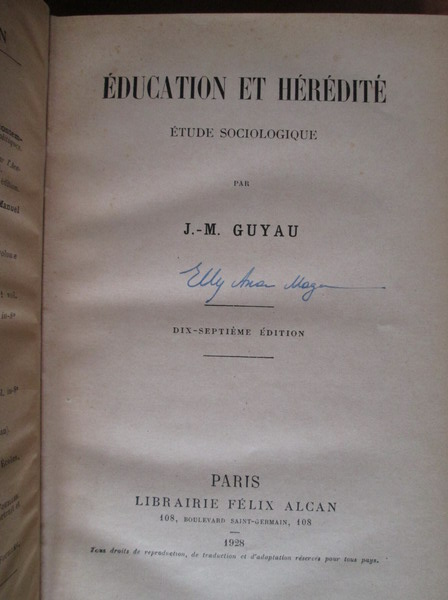 ÉDUCATION ET HÉRÉDITÉ
ÉTUDE SOCIOLOGIQUE
PAR
J.-M. GUYAU
Elly
DIX-SEPTIÈME ÉDITION
PARIS
LIBRAIRIE FÉLIX ALCAN
108, BOULEVARD SAINT-GERMAIN, 108
1928
Tous droits de reproduction, de traduction et d'adaptation réservés pour tous pays.